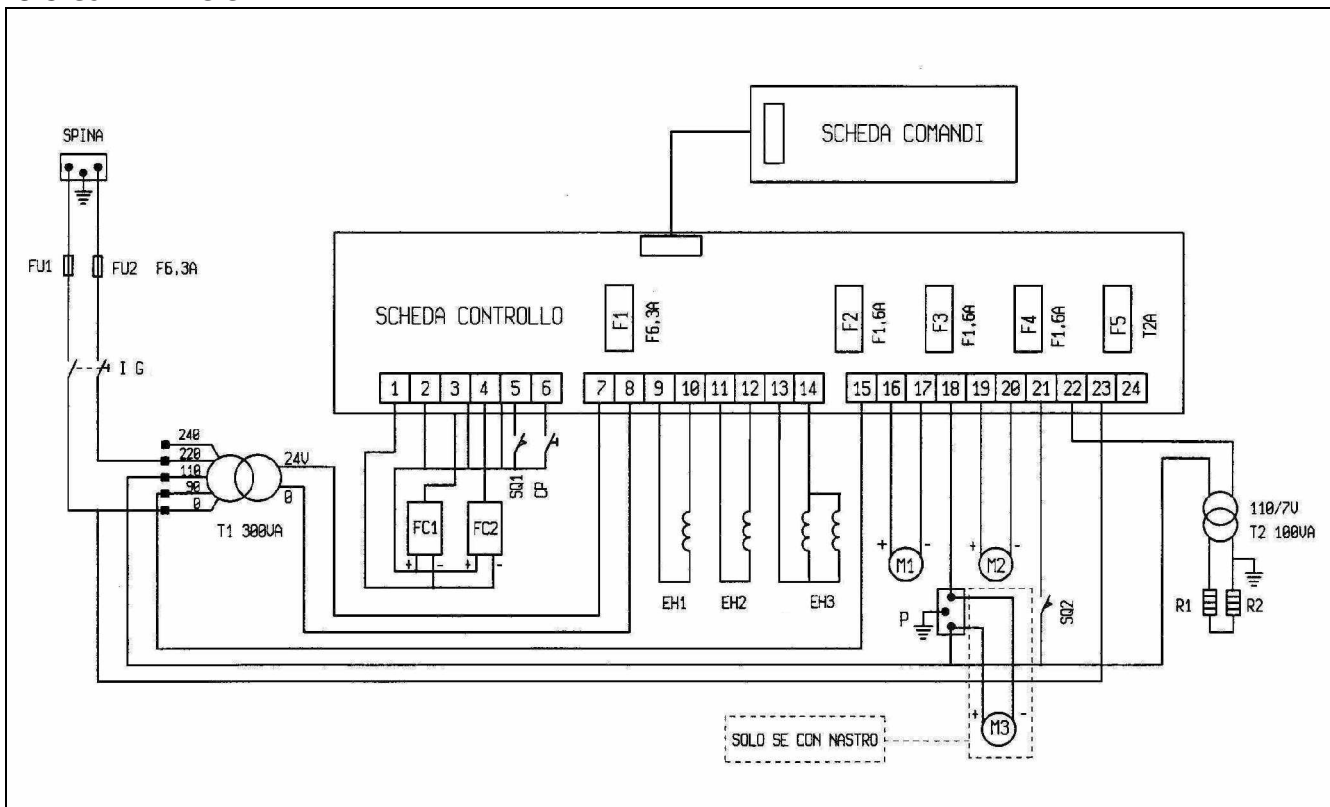 SCHEDA COMANDI
SPINA
FU1
FU2 F6,3A
SCHEDA CONTROLLO
F1
F6,3A
F2
F1,6A
F3
F1,6A
F4
F1,6A
F5
T2A
I G
1 2 3 4 5 6
7 8 9 10 11 12 13 14
15 16 17 18 19 20 21 22 23 24
240
220
110
90
0
24V
0
T1 300VA
SQ1
CP
FC1
FC2
+ - + -
EH1
EH2
EH3
+ M1 -
+ M2 -
SQ2
P
110/7V
T2 100VA
R1
R2
+ M3 -
SOLO SE CON NASTRO